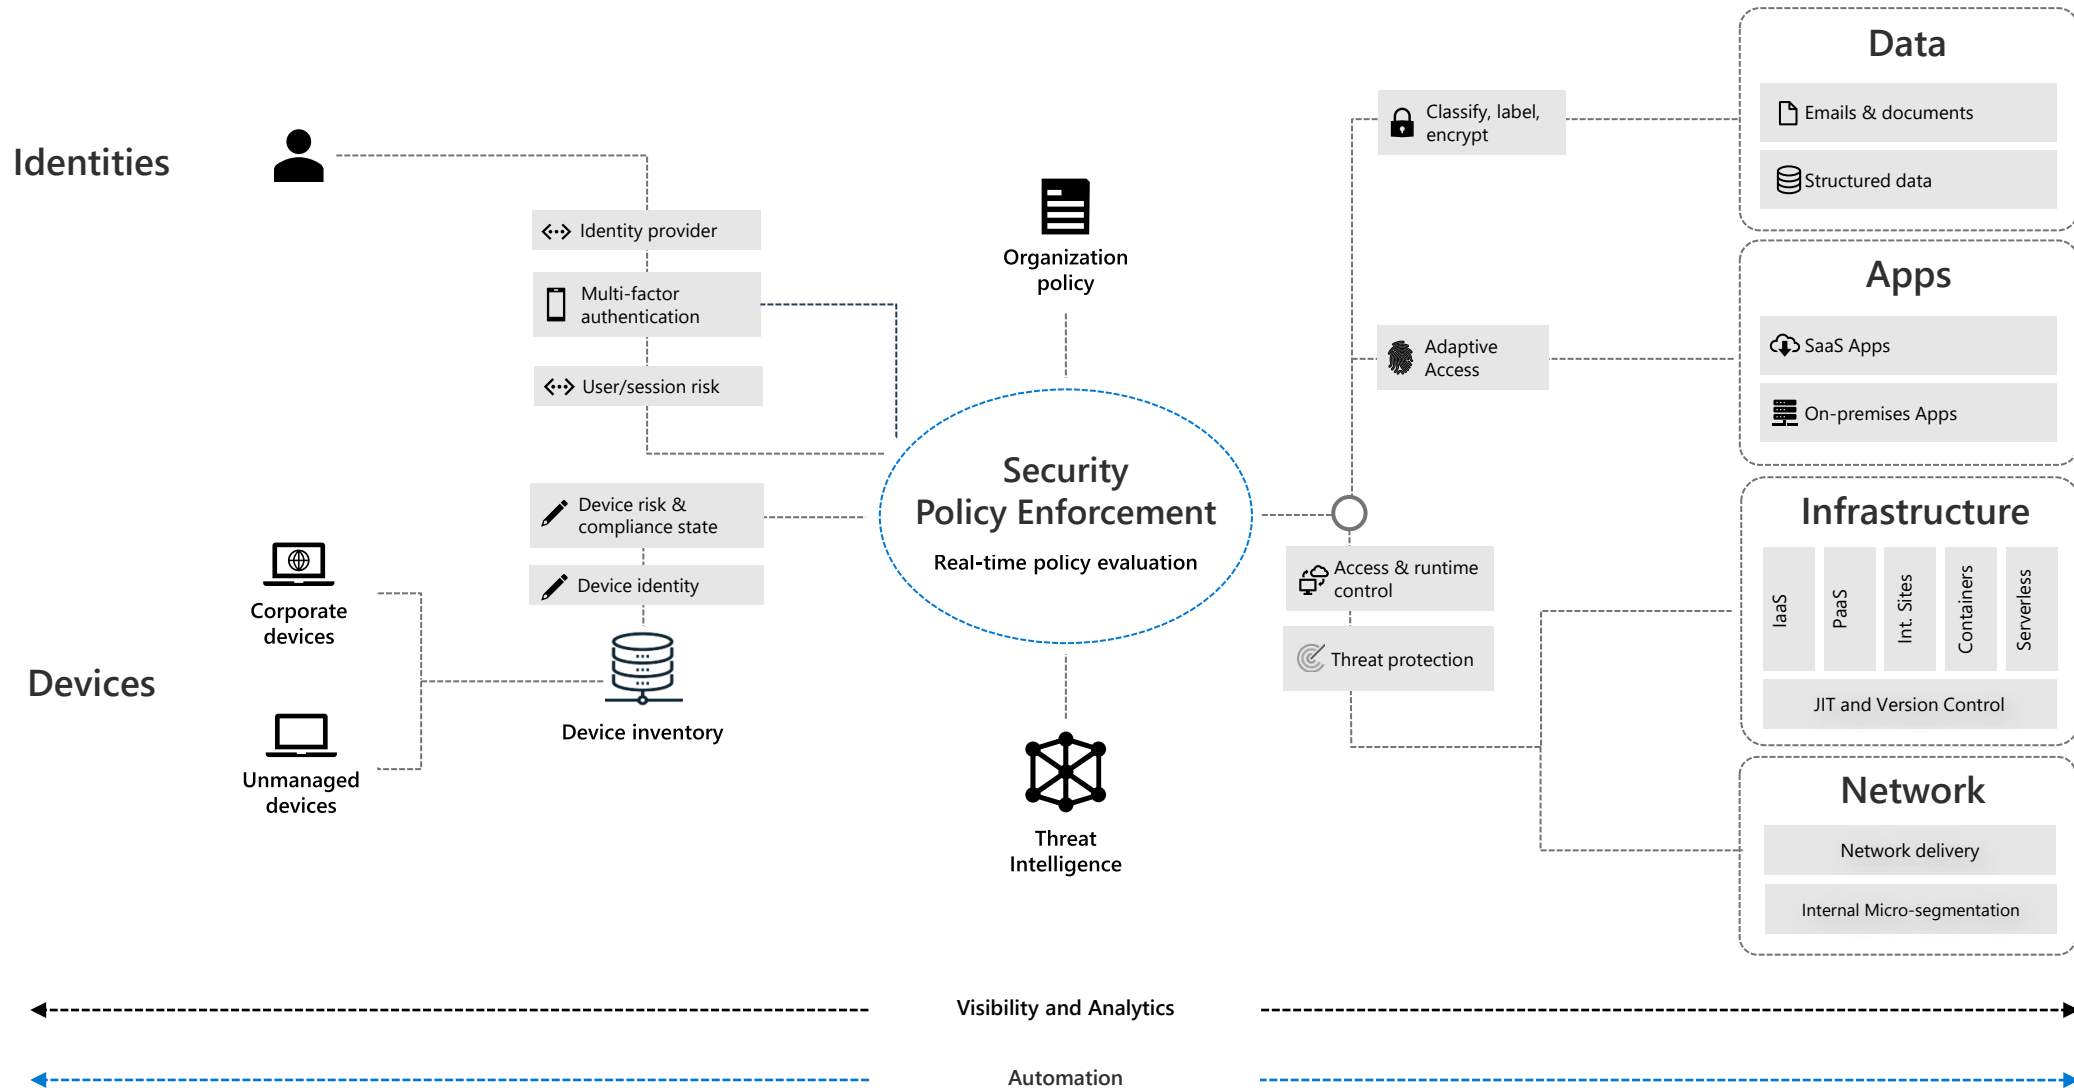 Identities
Identity provider
Multi-factor
authentication
User/session risk
Devices
Corporate
devices
Unmanaged
devices
Device risk &
compliance state
Device identity
Device inventory
Organization
policy
Security
Policy Enforcement
Real-time policy evaluation
Threat
Intelligence
Classify, label,
encrypt
Adaptive
Access
Access & runtime
control
Threat protection
Data
Emails & documents
Structured data
Apps
SaaS Apps
On-premises Apps
Infrastructure
IaaS
PaaS
Int. Sites
Containers
Serverless
JIT and Version Control
Network
Network delivery
Internal Micro-segmentation
Visibility and Analytics
Automation